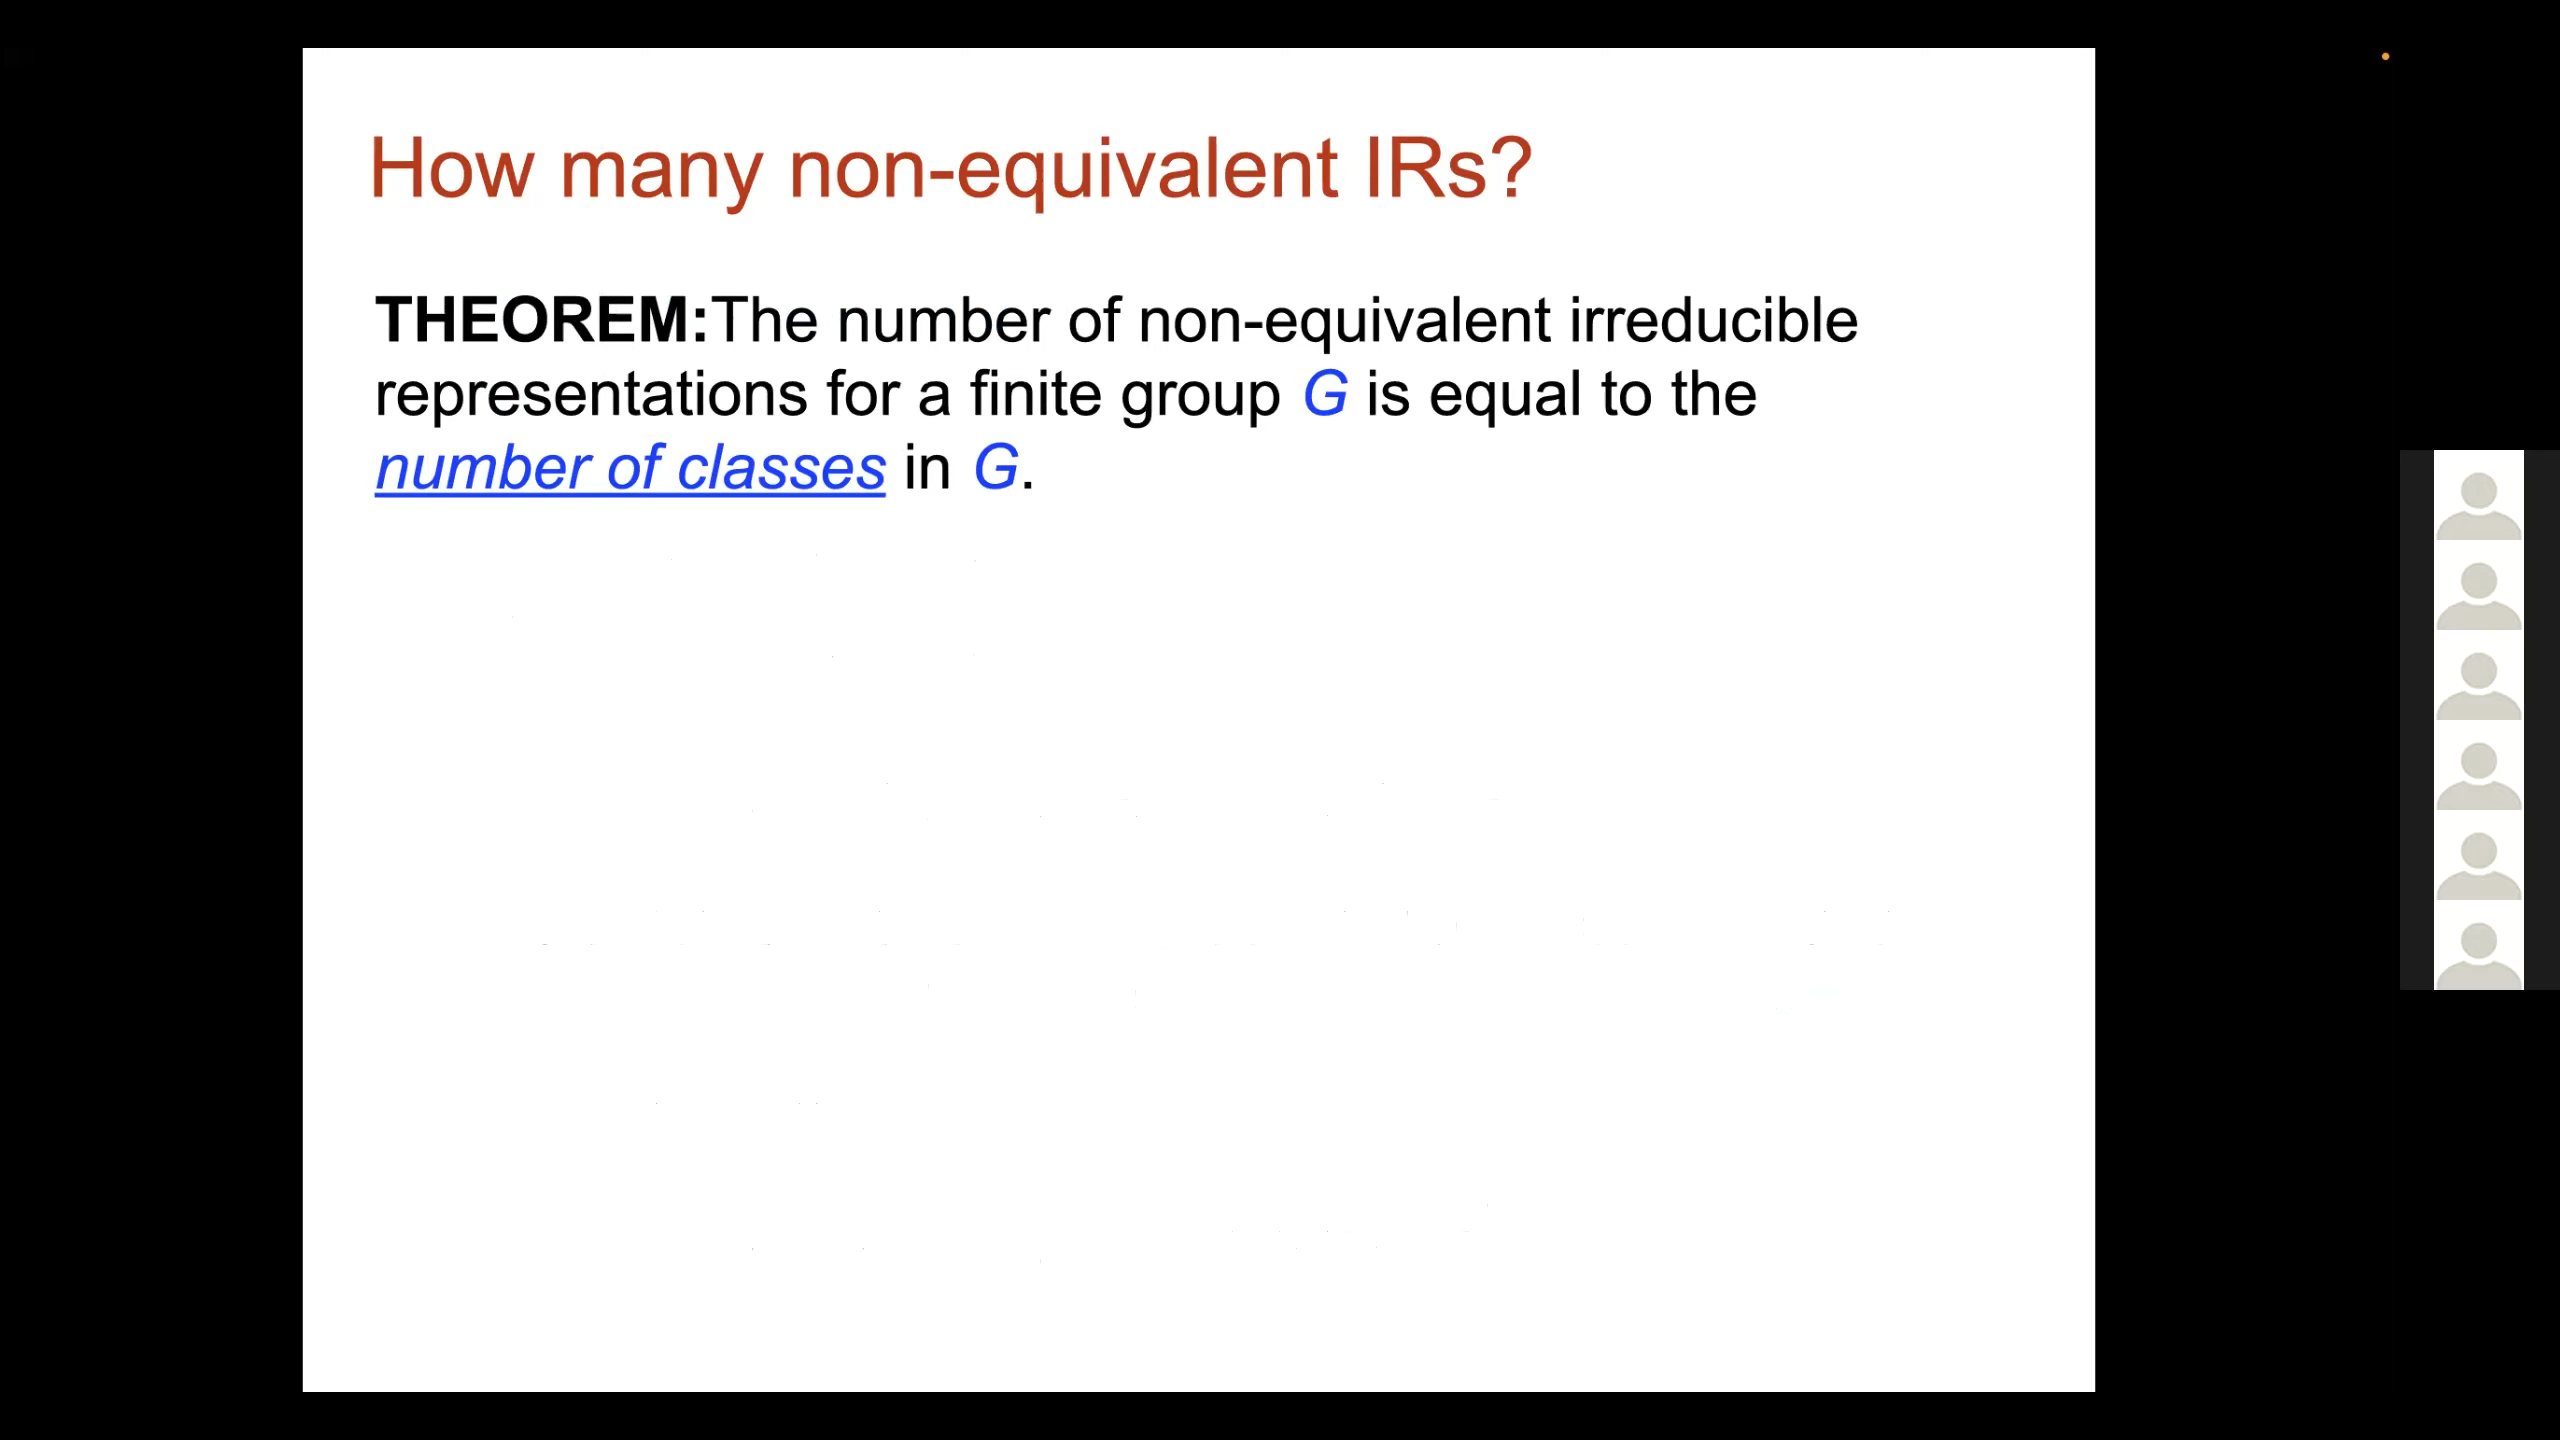 How many non-equivalent IRs?
THEOREM:The number of non-equivalent irreducible
representations for a finite group G is equal to the
number of classes in G.